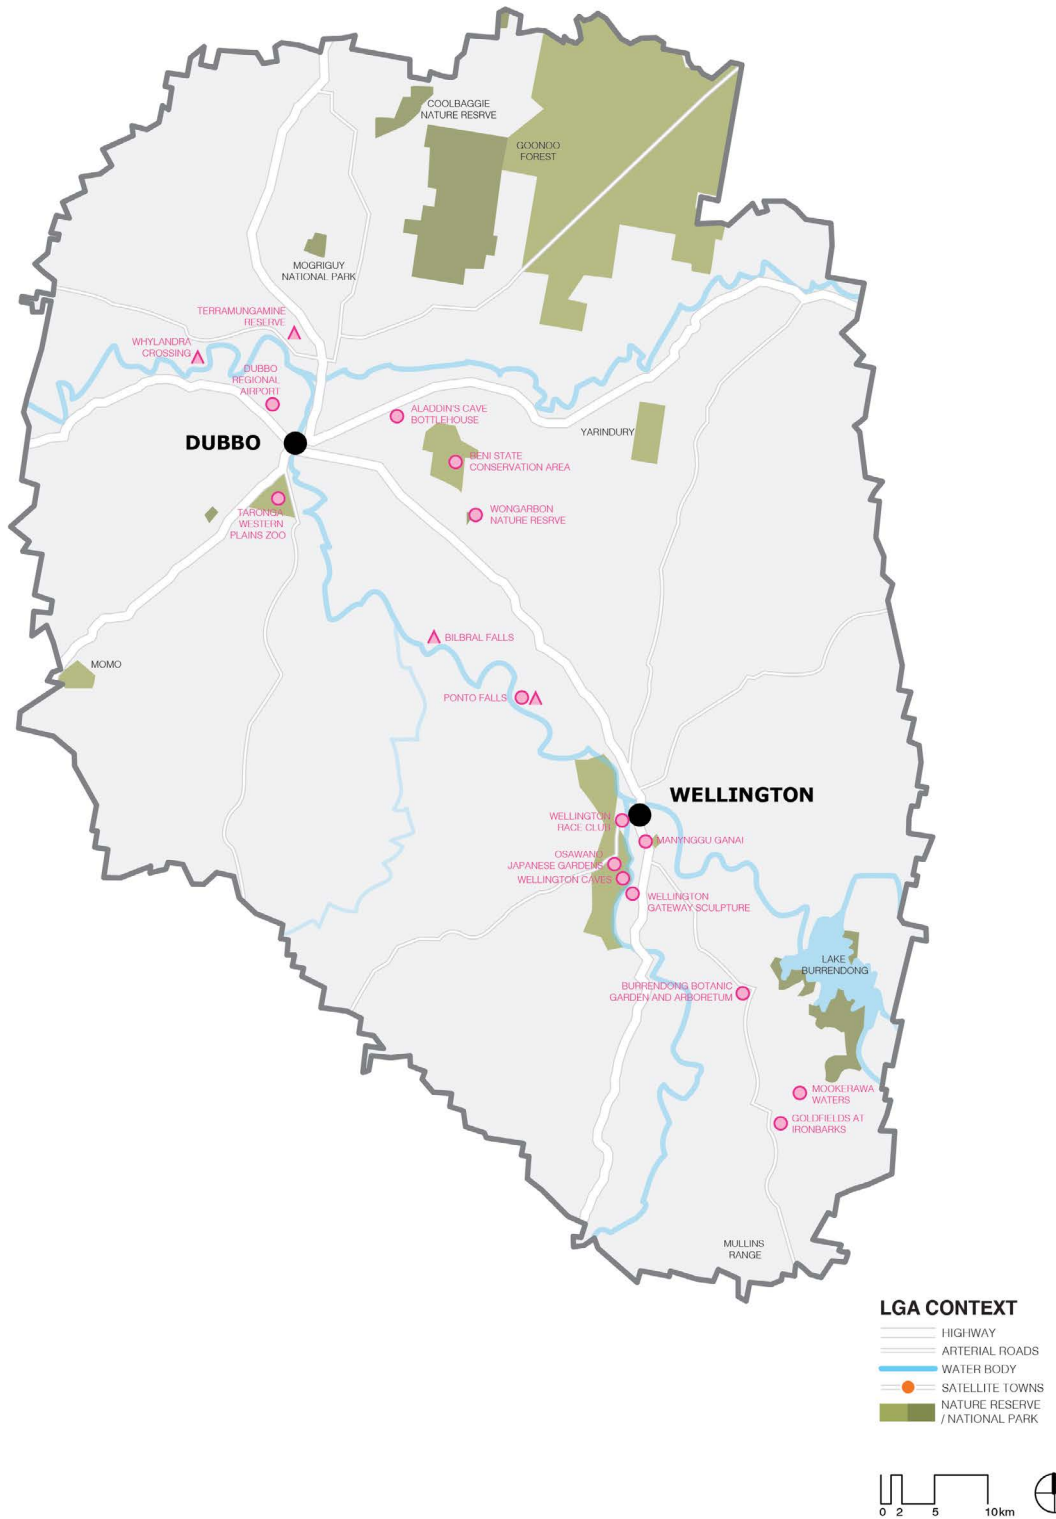 COOLBAGGIE
NATURE RESRVE
GOONOO
FOREST
MOGRIGUY
NATIONAL PARK
TERRAMUNGAMINE
RESERVE
WHYLANDRA
CROSSING
DUBBO
REGIONAL
AIRPORT
ALADDIN'S CAVE
BOTTLEHOUSE
YARINDURY
DUBBO
BENI STATE
CONSERVATION AREA
WONGARBON
NATURE RESRVE
TARONGA
WESTERN
PLAINS ZOO
BILBRAL FALLS
MOMO
PONTO FALLS
WELLINGTON
WELLINGTON
RACE CLUB
MANYNGGU GANAI
OSAWANO
JAPANESE GARDENS
WELLINGTON CAVES
WELLINGTON
GATEWAY SCULPTURE
LAKE
BURRENDONG
BURRENDONG BOTANIC
GARDEN AND ARBORETUM
MOOKERAWA
WATERS
GOLDFIELDS AT
IRONBARKS
MULLINS
RANGE
LGA CONTEXT
HIGHWAY
ARTERIAL ROADS
WATER BODY
SATELLITE TOWNS
NATURE RESERVE
/ NATIONAL PARK
0 2 5 10km